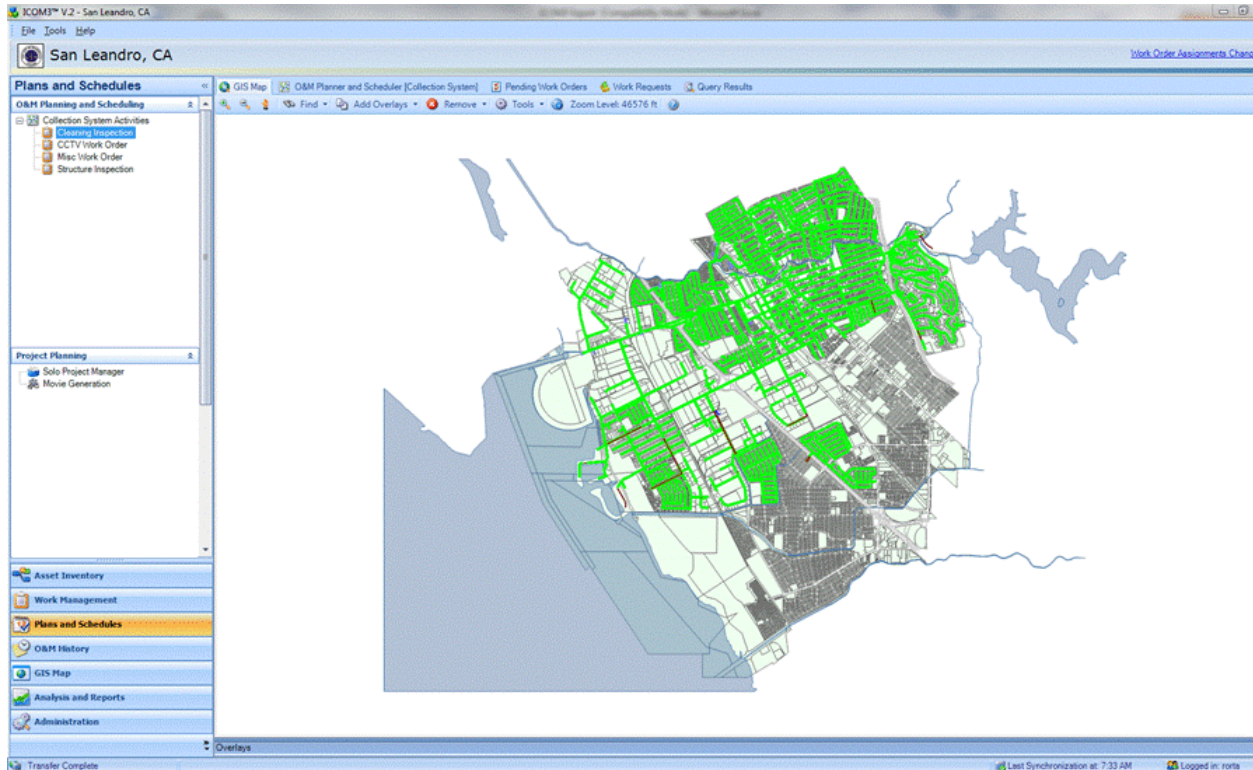 ICOM3™ V.2 - San Leandro, CA
File Tools Help
San Leandro, CA
Work Order Assignments Chang
Plans and Schedules
GIS Map O&M Planner and Scheduler [Collection System] Pending Work Orders Work Requests Query Results
O&M Planning and Scheduling
Find Add Overlays Remove Tools Zoom Level: 46576 ft
Collection System Activities
Cleaning Inspection
CCTV Work Order
Misc Work Order
Structure Inspection
Project Planning
Solo Project Manager
Movie Generation
Asset Inventory
Work Management
Plans and Schedules
O&M History
GIS Map
Analysis and Reports
Administration
Overlays
Transfer Complete
Last Synchronization at: 7:33 AM
Logged in: rorta